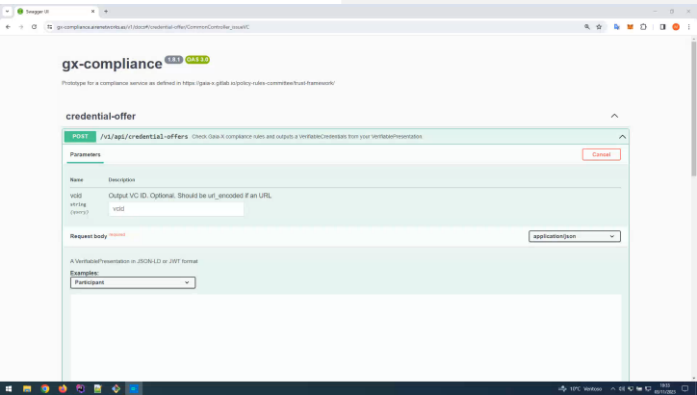 Swagger UI
gx-compliance.airenetworks.es/v1/docs#/credential-offer/CommonController_issueVC
gx-compliance 1.8.1 OAS 3.0
Prototype for a compliance service as defined in https://gaia-x.gitlab.io/policy-rules-committee/trust-framework/
credential-offer
POST /v1/api/credential-offers Check Gaia-X compliance rules and outputs a VerifiableCredentials from your VerifiablePresentation
Parameters
Cancel
Name Description
vcid Output VC ID. Optional. Should be url_encoded if an URL
string
(query)
vcid
Request body required
application/json
A VerifiablePresentation in JSON-LD or JWT format
Examples:
Participant
10°C Ventoso